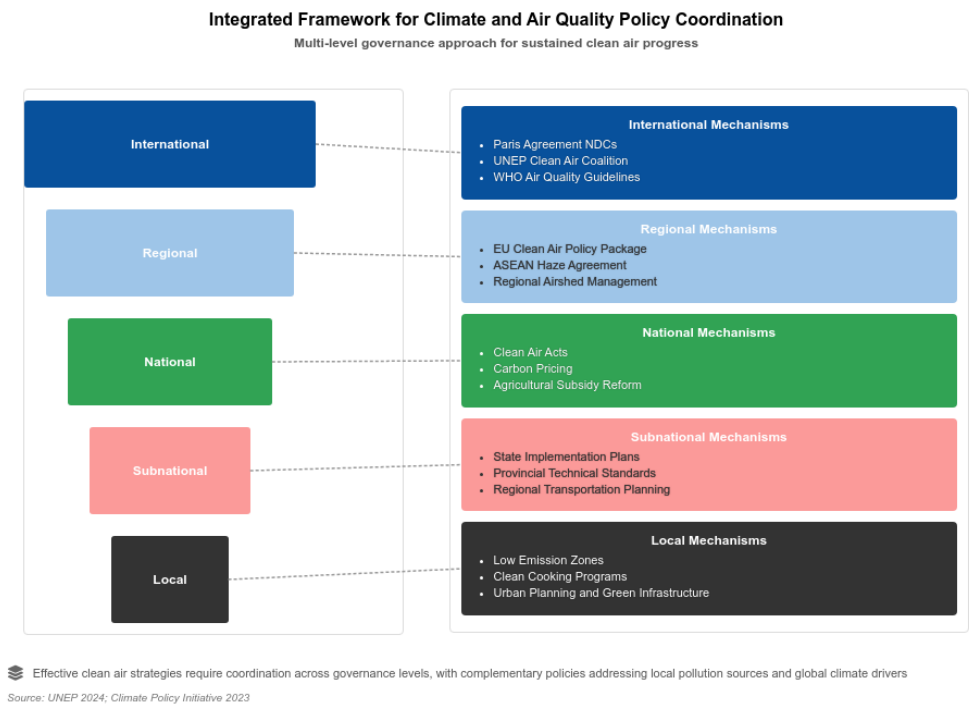 Integrated Framework for Climate and Air Quality Policy Coordination
Multi-level governance approach for sustained clean air progress
International
Regional
National
Subnational
Local
International Mechanisms
• Paris Agreement NDCs
• UNEP Clean Air Coalition
• WHO Air Quality Guidelines
Regional Mechanisms
• EU Clean Air Policy Package
• ASEAN Haze Agreement
• Regional Airshed Management
National Mechanisms
• Clean Air Acts
• Carbon Pricing
• Agricultural Subsidy Reform
Subnational Mechanisms
• State Implementation Plans
• Provincial Technical Standards
• Regional Transportation Planning
Local Mechanisms
• Low Emission Zones
• Clean Cooking Programs
• Urban Planning and Green Infrastructure
Effective clean air strategies require coordination across governance levels, with complementary policies addressing local pollution sources and global climate drivers
Source: UNEP 2024; Climate Policy Initiative 2023